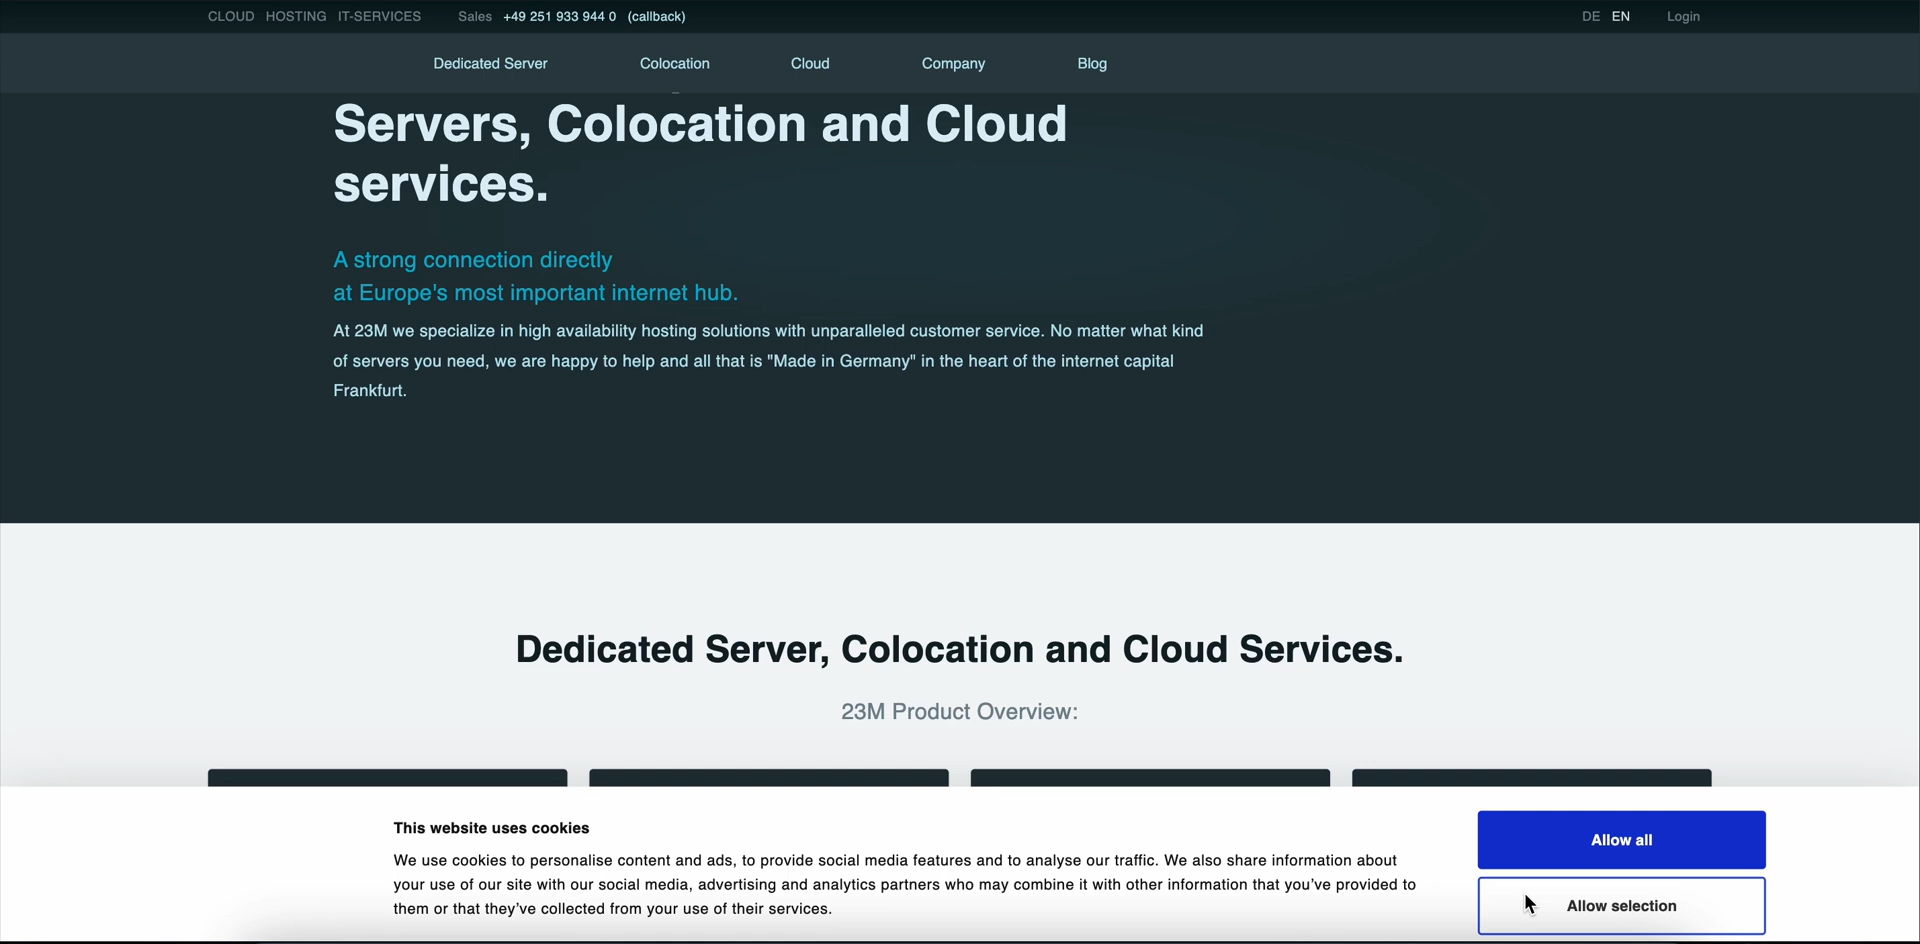 CLOUD HOSTING IT-SERVICES Sales +49 251 933 944 0 (callback) DE EN Login
Dedicated Server Colocation Cloud Company Blog
Servers, Colocation and Cloud
services.
A strong connection directly
at Europe's most important internet hub.
At 23M we specialize in high availability hosting solutions with unparalleled customer service. No matter what kind
of servers you need, we are happy to help and all that is "Made in Germany" in the heart of the internet capital
Frankfurt.
Dedicated Server, Colocation and Cloud Services.
23M Product Overview:
This website uses cookies
We use cookies to personalise content and ads, to provide social media features and to analyse our traffic. We also share information about
your use of our site with our social media, advertising and analytics partners who may combine it with other information that you’ve provided to
them or that they’ve collected from your use of their services.
Allow all
Allow selection